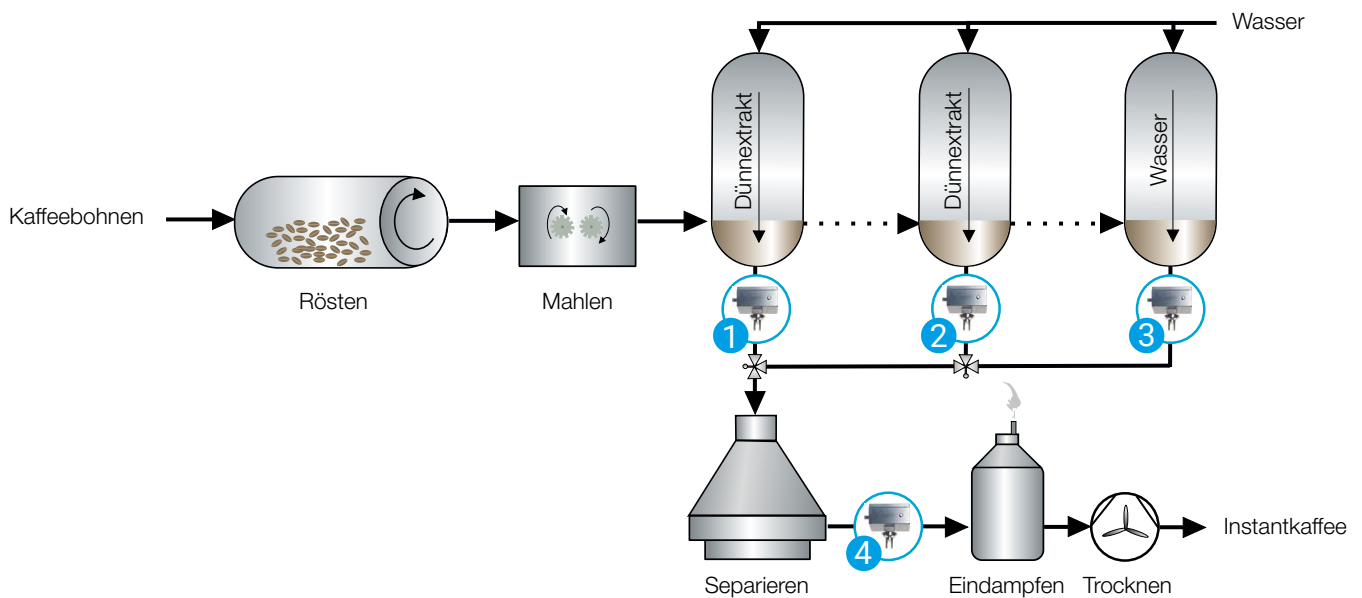 Wasser
Dünnextrakt
Dünnextrakt
Wasser
Kaffeebohnen
Rösten
Mahlen
1
2
3
4
Instantkaffee
Separieren
Eindampfen
Trocknen